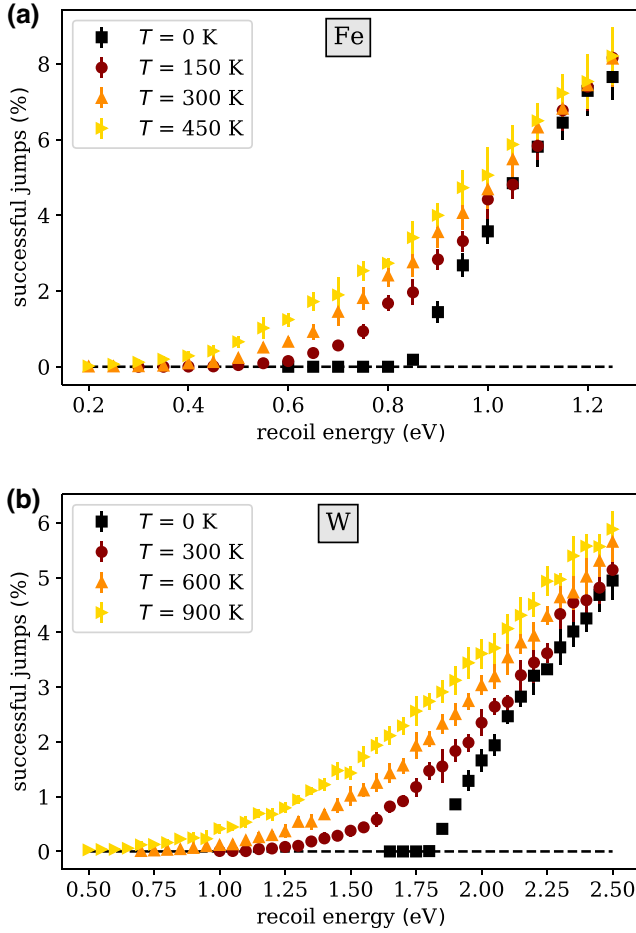 (a)
Fe
T = 0 K
T = 150 K
T = 300 K
T = 450 K
successful jumps (%)
8
6
4
2
0
0.2 0.4 0.6 0.8 1.0 1.2
recoil energy (eV)
(b)
W
T = 0 K
T = 300 K
T = 600 K
T = 900 K
successful jumps (%)
6
5
4
3
2
1
0
0.50 0.75 1.00 1.25 1.50 1.75 2.00 2.25 2.50
recoil energy (eV)